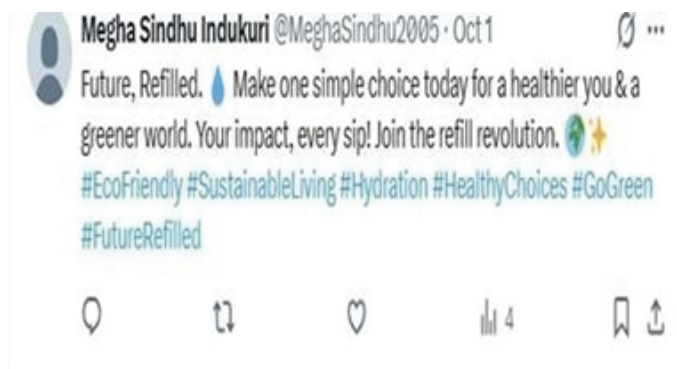 Megha Sindhu Indukuri @MeghaSindhu2005 · Oct 1
Future, Refilled. 💧 Make one simple choice today for a healthier you & a
greener world. Your impact, every sip! Join the refill revolution. 🌍✨
#EcoFriendly #SustainableLiving #Hydration #HealthyChoices #GoGreen
#FutureRefilled
4